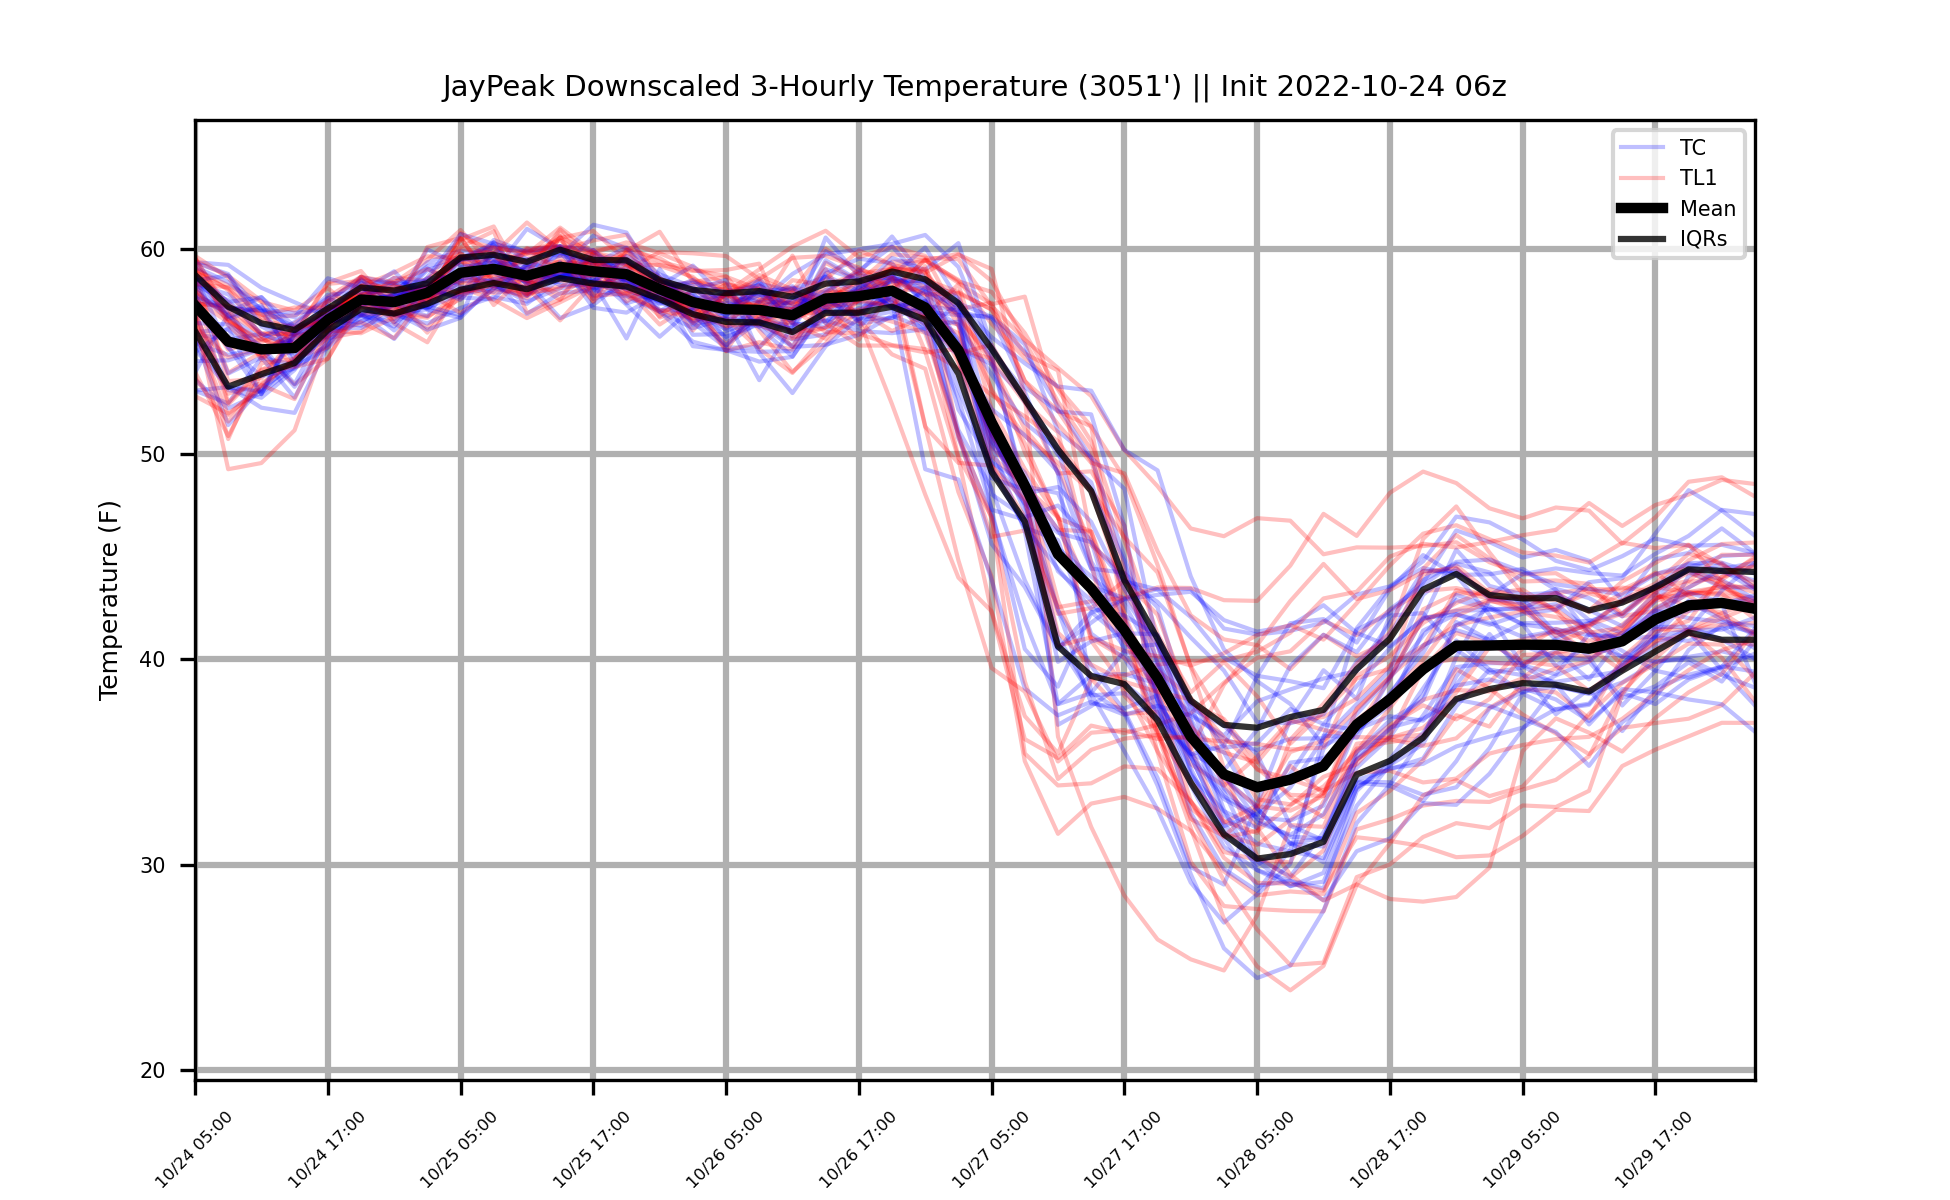 JayPeak Downscaled 3-Hourly Temperature (3051') || Init 2022-10-24 06z
TC
TL1
Mean
IQRs
Temperature (F)
60
50
40
30
20
10/24 05:00
10/24 17:00
10/25 05:00
10/25 17:00
10/26 05:00
10/26 17:00
10/27 05:00
10/27 17:00
10/28 05:00
10/28 17:00
10/29 05:00
10/29 17:00